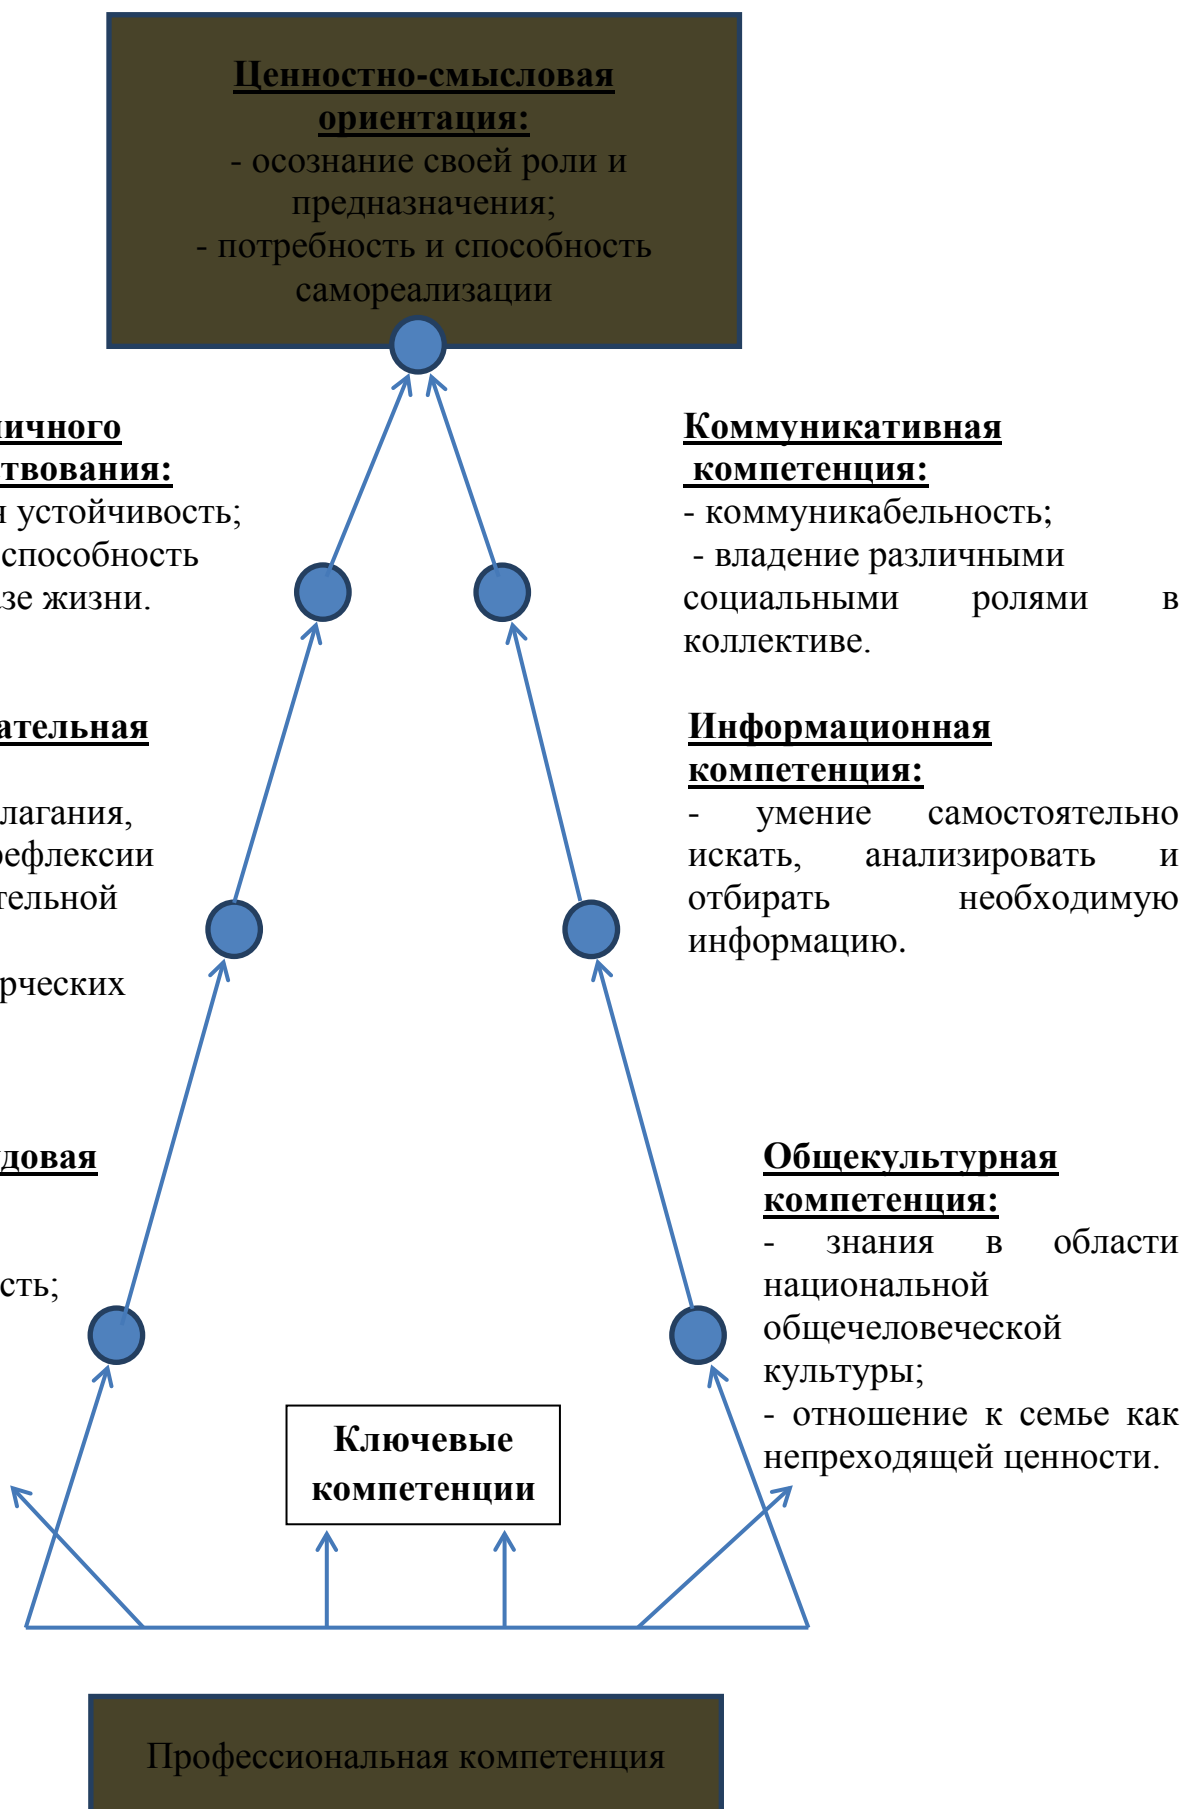 Ценностно-смысловая
ориентация:
- осознание своей роли и
предназначения;
- потребность и способность
самореализации
личного
твования:
я устойчивость;
способность
зе жизни.
ательная
лагания,
рефлексии
тельной
рческих
довая
сть;
Коммуникативная
компетенция:
- коммуникабельность;
- владение различными
социальными ролями в
коллективе.
Информационная
компетенция:
- умение самостоятельно
искать, анализировать и
отбирать необходимую
информацию.
Общекультурная
компетенция:
- знания в области
национальной
общечеловеческой
культуры;
- отношение к семье как
непреходящей ценности.
Ключевые
компетенции
Профессиональная компетенция